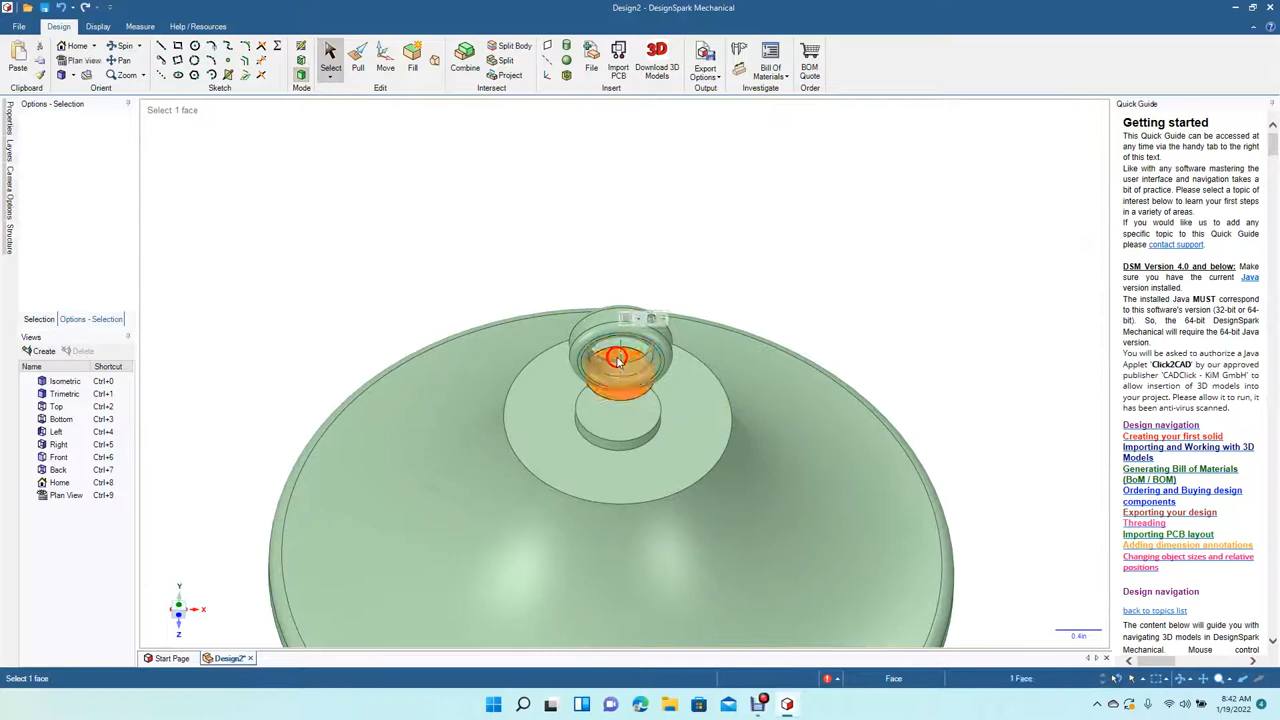 Design2 - DesignSpark Mechanical
File Design Display Measure Help / Resources
Paste
Clipboard
Home Spin
Plan View Pan
Zoom
Orient
Sketch
Mode
Select Pull Move Fill
Edit
Combine
Split Body
Split
Project
Intersect
File Import PCB Download 3D Models
3D
Insert
Export Options
Output
Bill Of Materials
Investigate
BOM Quote
Order
Options - Selection
Properties Layers Camera Options Structure
Selection Options - Selection
Views
Create Delete
Name Shortcut
Isometric Ctrl+0
Trimetric Ctrl+1
Top Ctrl+2
Bottom Ctrl+3
Left Ctrl+4
Right Ctrl+5
Front Ctrl+6
Back Ctrl+7
Home Ctrl+8
Plan View Ctrl+9
Select 1 face
Y
X
Z
0.4in
Quick Guide
Getting started
This Quick Guide can be accessed at
any time via the handy tab to the right
of this text.
Like with any software mastering the
user interface and navigation takes a
bit of practice. Please select a topic of
interest below to learn your first steps
in a variety of areas.
If you would like us to add any
specific topic to this Quick Guide
please contact support.
DSM Version 4.0 and below: Make
sure you have the current Java
version installed.
The installed Java MUST correspond
to this software's version (32-bit or 64-
bit). So, the 64-bit DesignSpark
Mechanical will require the 64-bit Java
version.
You will be asked to authorize a Java
Applet 'Click2CAD' by our approved
publisher 'CADClick - KiM GmbH' to
allow insertion of 3D models into
your project. Please allow it to run, it
has been anti-virus scanned.
Design navigation
Creating your first solid
Importing and Working with 3D
Models
Generating Bill of Materials
(BoM / BOM)
Ordering and Buying design
components
Exporting your design
Threading
Importing PCB layout
Adding dimension annotations
Changing object sizes and relative
positions
Design navigation
back to topics list
The content below will guide you with
navigating 3D models in DesignSpark
Mechanical. Mouse control
Start Page Design2*
Select 1 face Face 1 Face
8:42 AM
1/19/2022